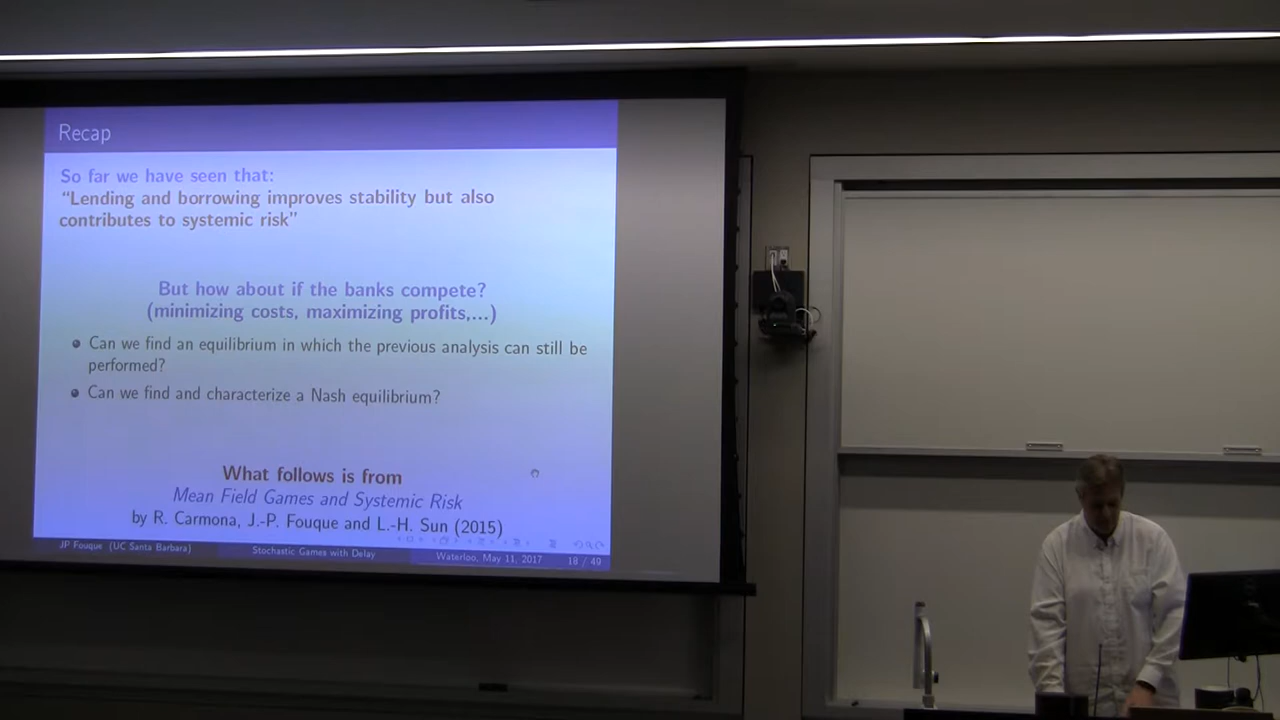 Recap
So far we have seen that:
“Lending and borrowing improves stability but also
contributes to systemic risk”
But how about if the banks compete?
(minimizing costs, maximizing profits,...)
Can we find an equilibrium in which the previous analysis can still be
performed?
Can we find and characterize a Nash equilibrium?
What follows is from
Mean Field Games and Systemic Risk
by R. Carmona, J.-P. Fouque and L.-H. Sun (2015)
JP Fouque (UC Santa Barbara) Stochastic Games with Delay Waterloo, May 11, 2017 18 / 49